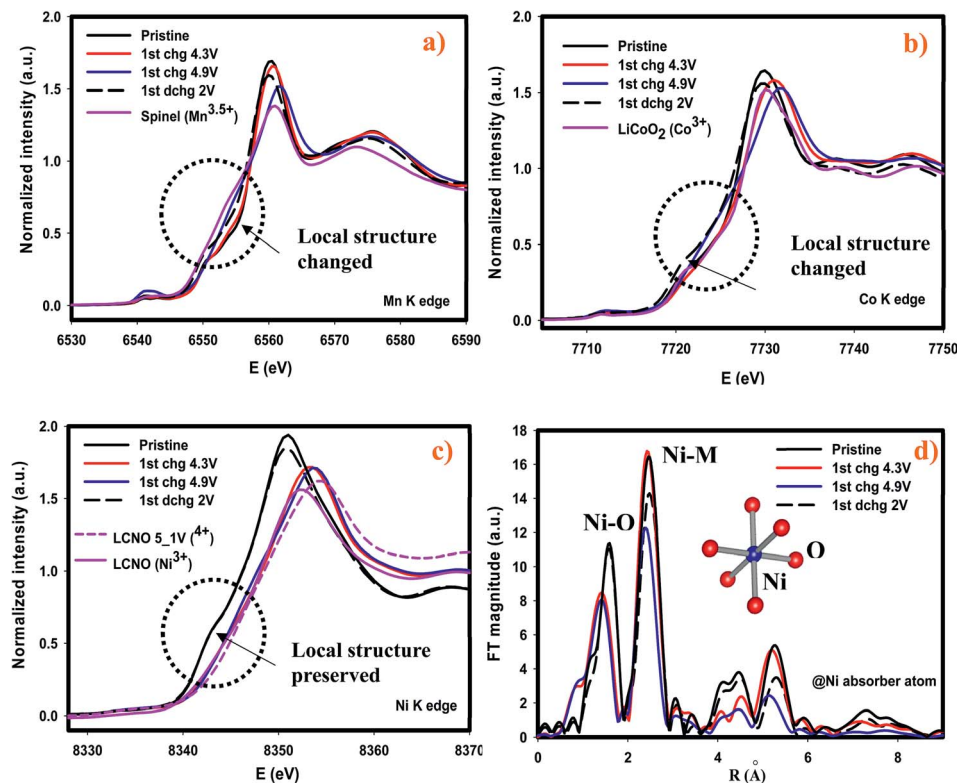 a)
Pristine
1st chg 4.3V
1st chg 4.9V
1st dchg 2V
Spinel (Mn3.5+)
Local structure
changed
Mn K edge
Normalized intensity (a.u.)
2.0
1.5
1.0
0.5
0.0
6530 6540 6550 6560 6570 6580 6590
E (eV)
b)
Pristine
1st chg 4.3V
1st chg 4.9V
1st dchg 2V
LiCoO2 (Co3+)
Local structure
changed
Co K edge
Normalized intensity (a.u.)
2.0
1.5
1.0
0.5
0.0
7710 7720 7730 7740 7750
E (eV)
c)
Pristine
1st chg 4.3V
1st chg 4.9V
1st dchg 2V
LCNO 5_1V (4+)
LCNO (Ni3+)
Local structure
preserved
Ni K edge
Normalized intensity (a.u.)
2.0
1.5
1.0
0.5
0.0
8330 8340 8350 8360 8370
E (eV)
d)
Pristine
1st chg 4.3V
1st chg 4.9V
1st dchg 2V
Ni-M
Ni-O
O
Ni
@Ni absorber atom
FT magnitude (a.u.)
18
16
14
12
10
8
6
4
2
0
0 2 4 6 8
R (Å)